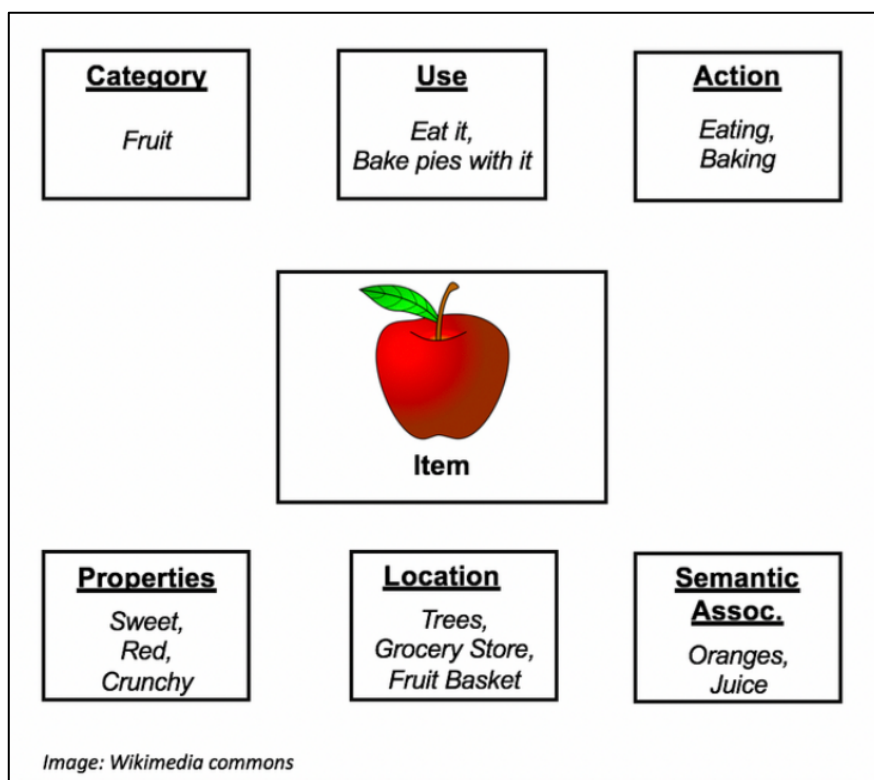 Category
Fruit
Use
Eat it,
Bake pies with it
Action
Eating,
Baking
Item
Properties
Sweet,
Red,
Crunchy
Location
Trees,
Grocery Store,
Fruit Basket
Semantic
Assoc.
Oranges,
Juice
Image: Wikimedia commons